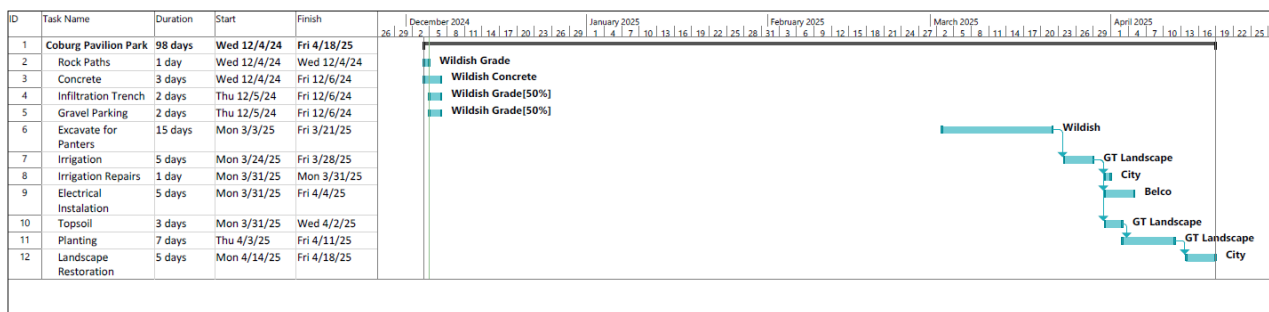 ID Task Name Duration Start Finish
December 2024 January 2025 February 2025 March 2025 April 2025
26 29 2 5 8 11 14 17 20 23 26 29 1 4 7 10 13 16 19 22 25 28 31 3 6 9 12 15 18 21 24 27 2 5 8 11 14 17 20 23 26 29 1 4 7 10 13 16 19 22 25
1 Coburg Pavilion Park 98 days Wed 12/4/24 Fri 4/18/25
2 Rock Paths 1 day Wed 12/4/24 Wed 12/4/24 Wildish Grade
3 Concrete 3 days Wed 12/4/24 Fri 12/6/24 Wildish Concrete
4 Infiltration Trench 2 days Thu 12/5/24 Fri 12/6/24 Wildish Grade[50%]
5 Gravel Parking 2 days Thu 12/5/24 Fri 12/6/24 Wildsih Grade[50%]
6 Excavate for 15 days Mon 3/3/25 Fri 3/21/25 Wildish
Panters
7 Irrigation 5 days Mon 3/24/25 Fri 3/28/25 GT Landscape
8 Irrigation Repairs 1 day Mon 3/31/25 Mon 3/31/25 City
9 Electrical 5 days Mon 3/31/25 Fri 4/4/25 Belco
Instalation
10 Topsoil 3 days Mon 3/31/25 Wed 4/2/25 GT Landscape
11 Planting 7 days Thu 4/3/25 Fri 4/11/25 GT Landscape
12 Landscape 5 days Mon 4/14/25 Fri 4/18/25 City
Restoration